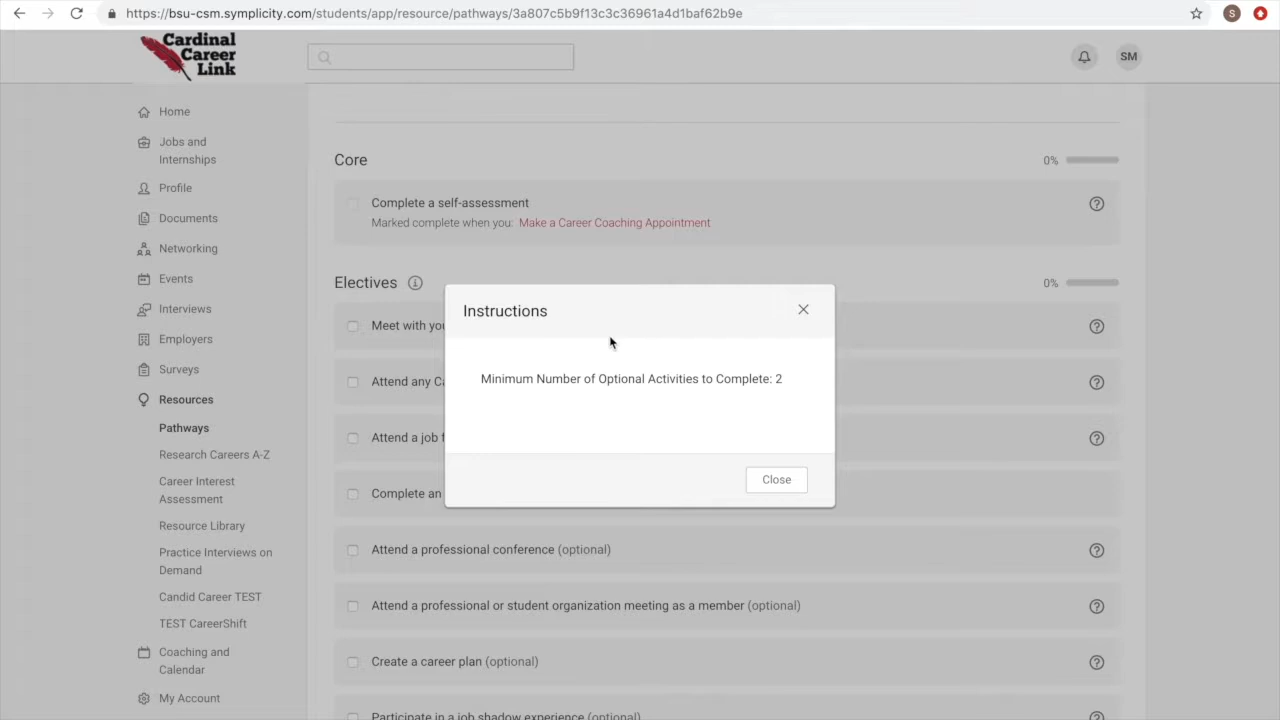 https://bsu-csm.symplicity.com/students/app/resource/pathways/3a807c5b9f13c3c36961a4d1baf62b9e
S
Cardinal
Career
Link
SM
Home
Jobs and
Internships
Profile
Documents
Networking
Events
Interviews
Employers
Surveys
Resources
Pathways
Research Careers A-Z
Career Interest
Assessment
Resource Library
Practice Interviews on
Demand
Candid Career TEST
TEST CareerShift
Coaching and
Calendar
My Account
Core
0%
Complete a self-assessment
Marked complete when you: Make a Career Coaching Appointment
Electives
0%
Meet with you
Attend any Ca
Attend a job f
Complete an
Attend a professional conference (optional)
Attend a professional or student organization meeting as a member (optional)
Create a career plan (optional)
Participate in a job shadow experience (optional)
Instructions
Minimum Number of Optional Activities to Complete: 2
Close